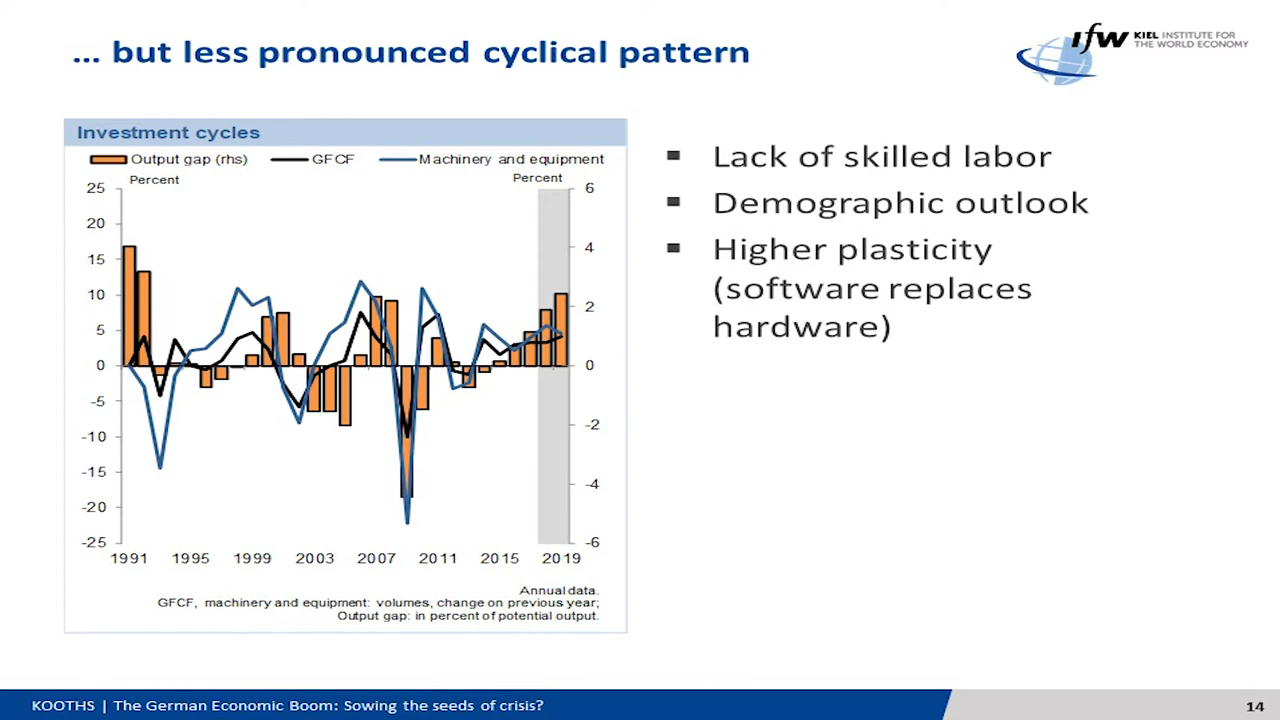 ... but less pronounced cyclical pattern
ifw KIEL INSTITUTE FOR
THE WORLD ECONOMY
Investment cycles
Output gap (rhs) GFCF Machinery and equipment
Percent Percent
25 6
20
15 4
10 2
5
0 0
-5
-10 -2
-15 -4
-20
-25 -6
1991 1995 1999 2003 2007 2011 2015 2019
Annual data.
GFCF, machinery and equipment: volumes, change on previous year;
Output gap: in percent of potential output.
▪ Lack of skilled labor
▪ Demographic outlook
▪ Higher plasticity
(software replaces
hardware)
KOOTHS | The German Economic Boom: Sowing the seeds of crisis? 14